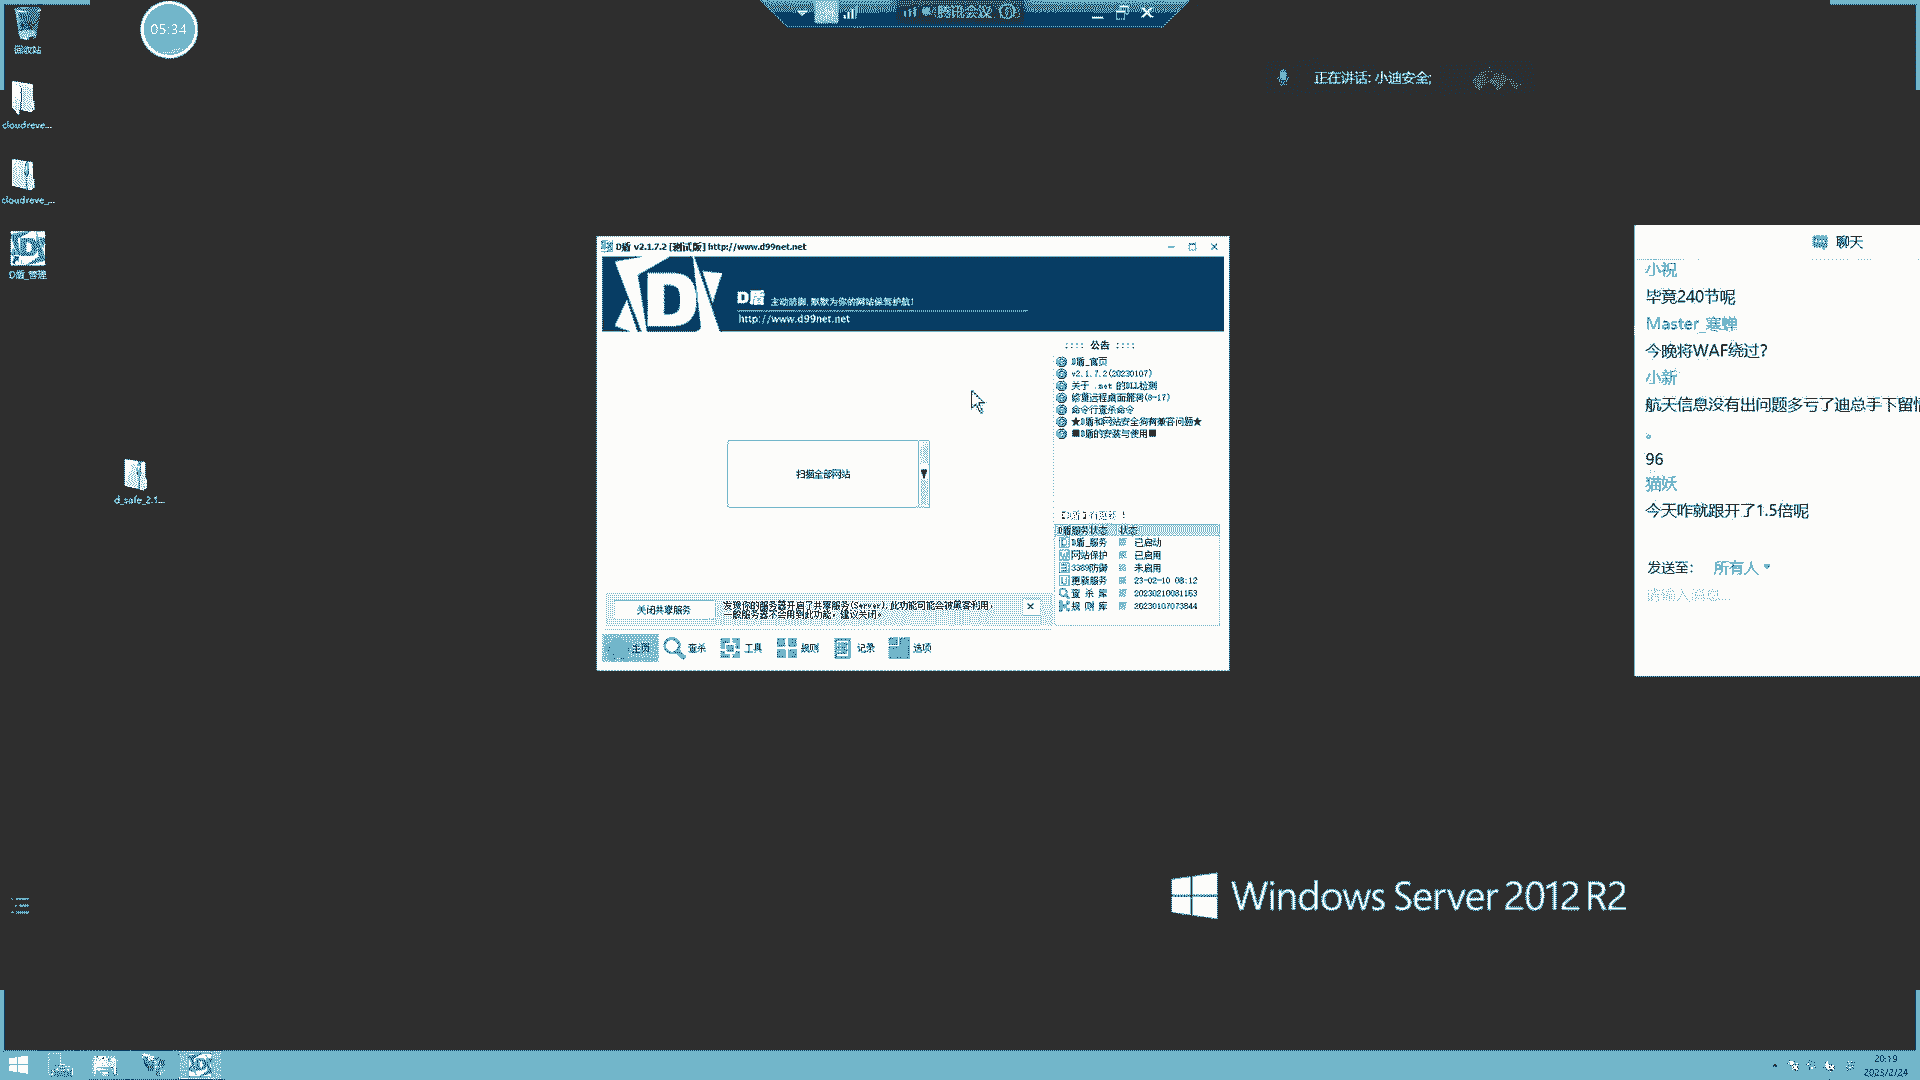 回收站
05:34
腾讯会议
正在讲话: 小迪安全;
cloudreve...
cloudreve_...
D盾_管理
d_safe_2.1...
D盾 v2.1.7.2 [测试版] http://www.d99net.net
D盾 主动防御,默默为你的网站保驾护航!
http://www.d99net.net
:::: 公告 ::::
D盾_官页
v2.1.7.2(20230107)
关于 .net 的DLL检测
修复远程桌面漏洞(8-17)
命令行查杀命令
★D盾和网站安全狗有兼容问题★
■D盾的安装与使用■
扫描全部网站
D盾服务状态 状态
D盾_服务 已启动
网站保护 已启用
3389防御 未启用
更新服务 23-02-10 08:12
查 杀 库 20230210081153
规 则 库 20230107073844
关闭共享服务
发现你的服务器开启了共享服务(Server),此功能可能会被黑客利用,
一般服务器不会用到此功能，建议关闭。
主页 查杀 工具 规则 记录 选项
聊天
小祝
毕竟240节呢
Master_寒蝉
今晚将WAF绕过？
小新
航天信息没有出问题多亏了迪总手下留情
。
96
猫妖
今天咋就跟开了1.5倍呢
发送至： 所有人
请输入消息...
Windows Server 2012 R2
20:19
2023/2/24